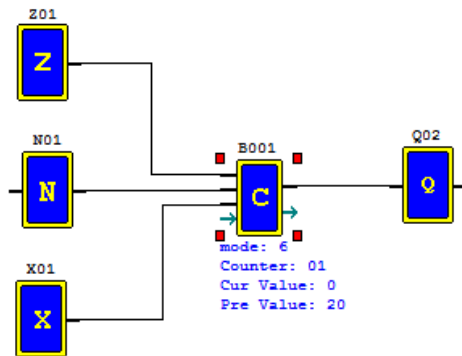 Z01
Z
N01
N
B001
C
Q02
Q
mode: 6
Counter: 01
Cur Value: 0
Pre Value: 20
X01
X